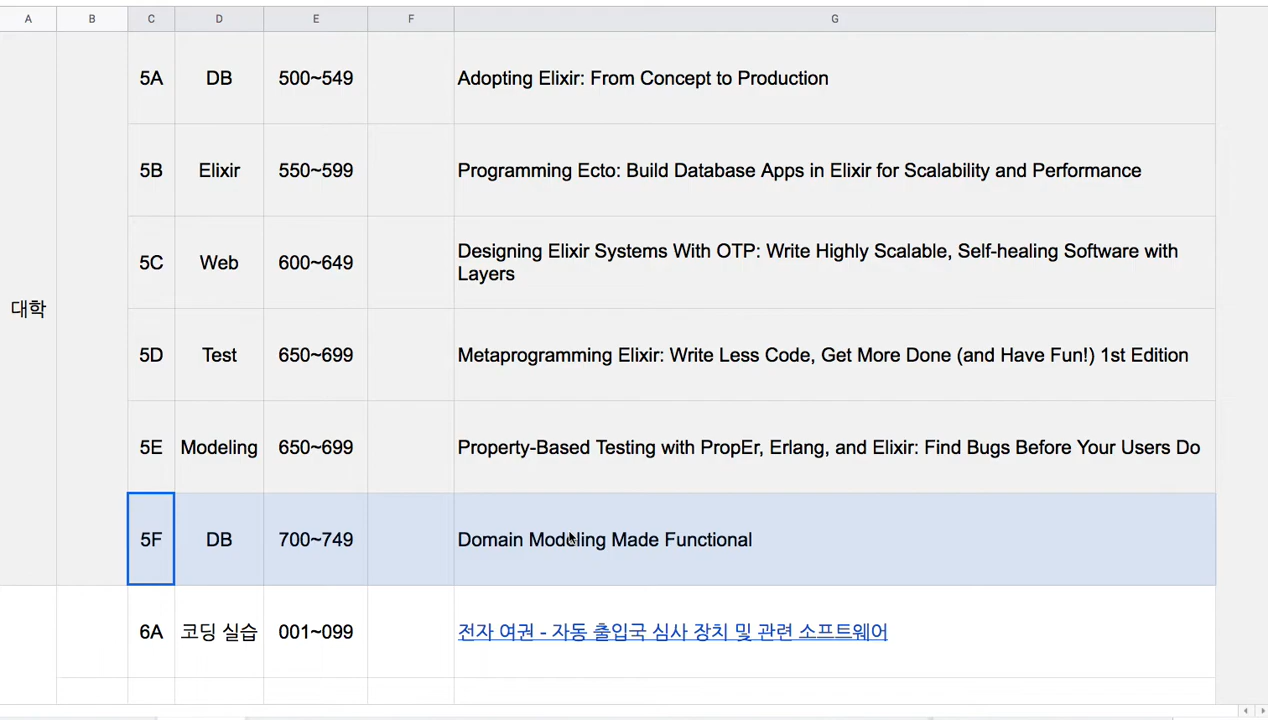 A B C D E F G
5A DB 500~549 Adopting Elixir: From Concept to Production
5B Elixir 550~599 Programming Ecto: Build Database Apps in Elixir for Scalability and Performance
5C Web 600~649 Designing Elixir Systems With OTP: Write Highly Scalable, Self-healing Software with
Layers
대학
5D Test 650~699 Metaprogramming Elixir: Write Less Code, Get More Done (and Have Fun!) 1st Edition
5E Modeling 650~699 Property-Based Testing with PropEr, Erlang, and Elixir: Find Bugs Before Your Users Do
5F DB 700~749 Domain Modeling Made Functional
6A 코딩 실습 001~099 전자 여권 - 자동 출입국 심사 장치 및 관련 소프트웨어